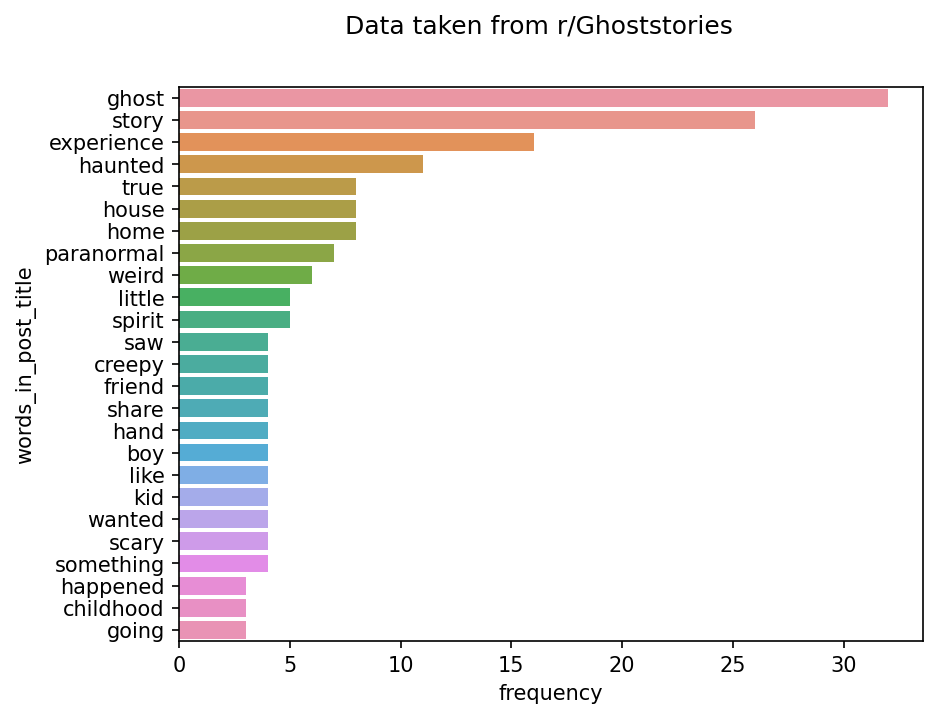 Data taken from r/Ghoststories
ghost
story
experience
haunted
true
house
home
paranormal
weird
little
spirit
saw
creepy
friend
share
hand
boy
like
kid
wanted
scary
something
happened
childhood
going
words_in_post_title
0 5 10 15 20 25 30
frequency